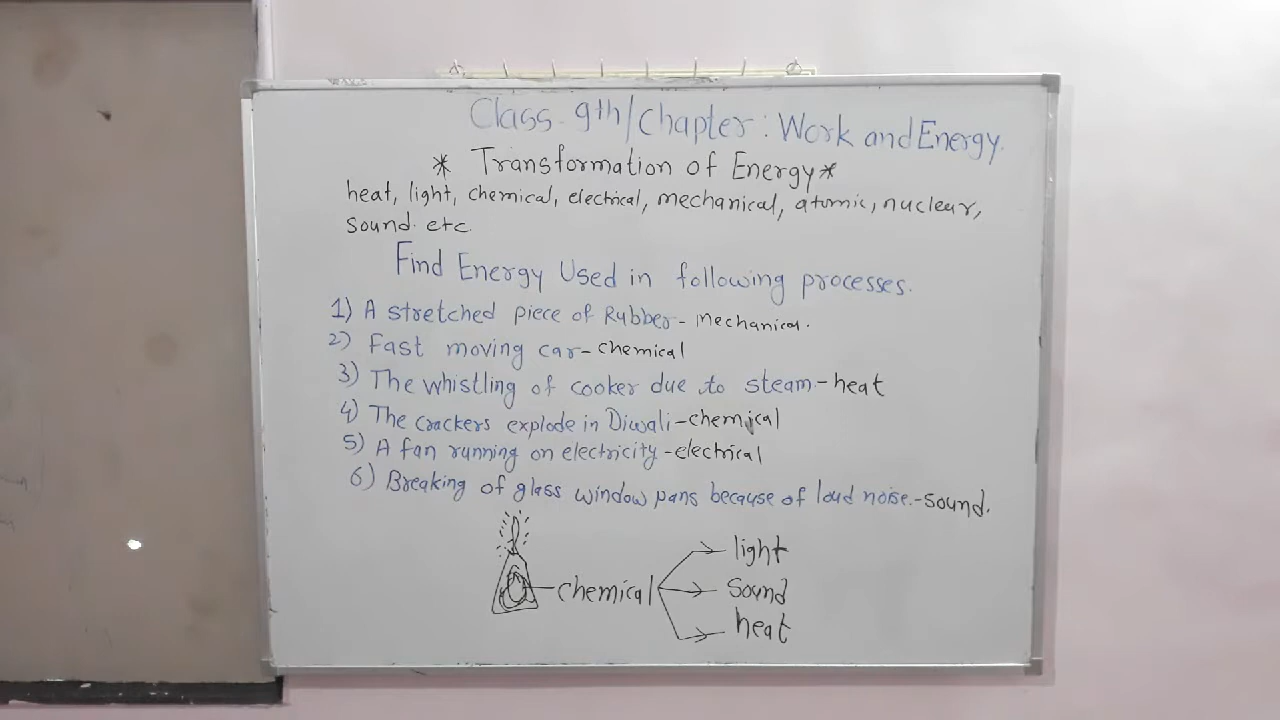 Class 9th/Chapter: Work and Energy.
* Transformation of Energy *
heat, light, chemical, electrical, mechanical, atomic, nuclear,
sound. etc.
Find Energy Used in following processes.
1) A stretched piece of Rubber - mechanical.
2) Fast moving car - chemical
3) The whistling of cooker due to steam. - heat
4) The crackers explode in Diwali - chemical
5) A fan running on electricity - electrical
6) Breaking of glass window pans because of loud noise. - sound.
light
chemical
sound
heat